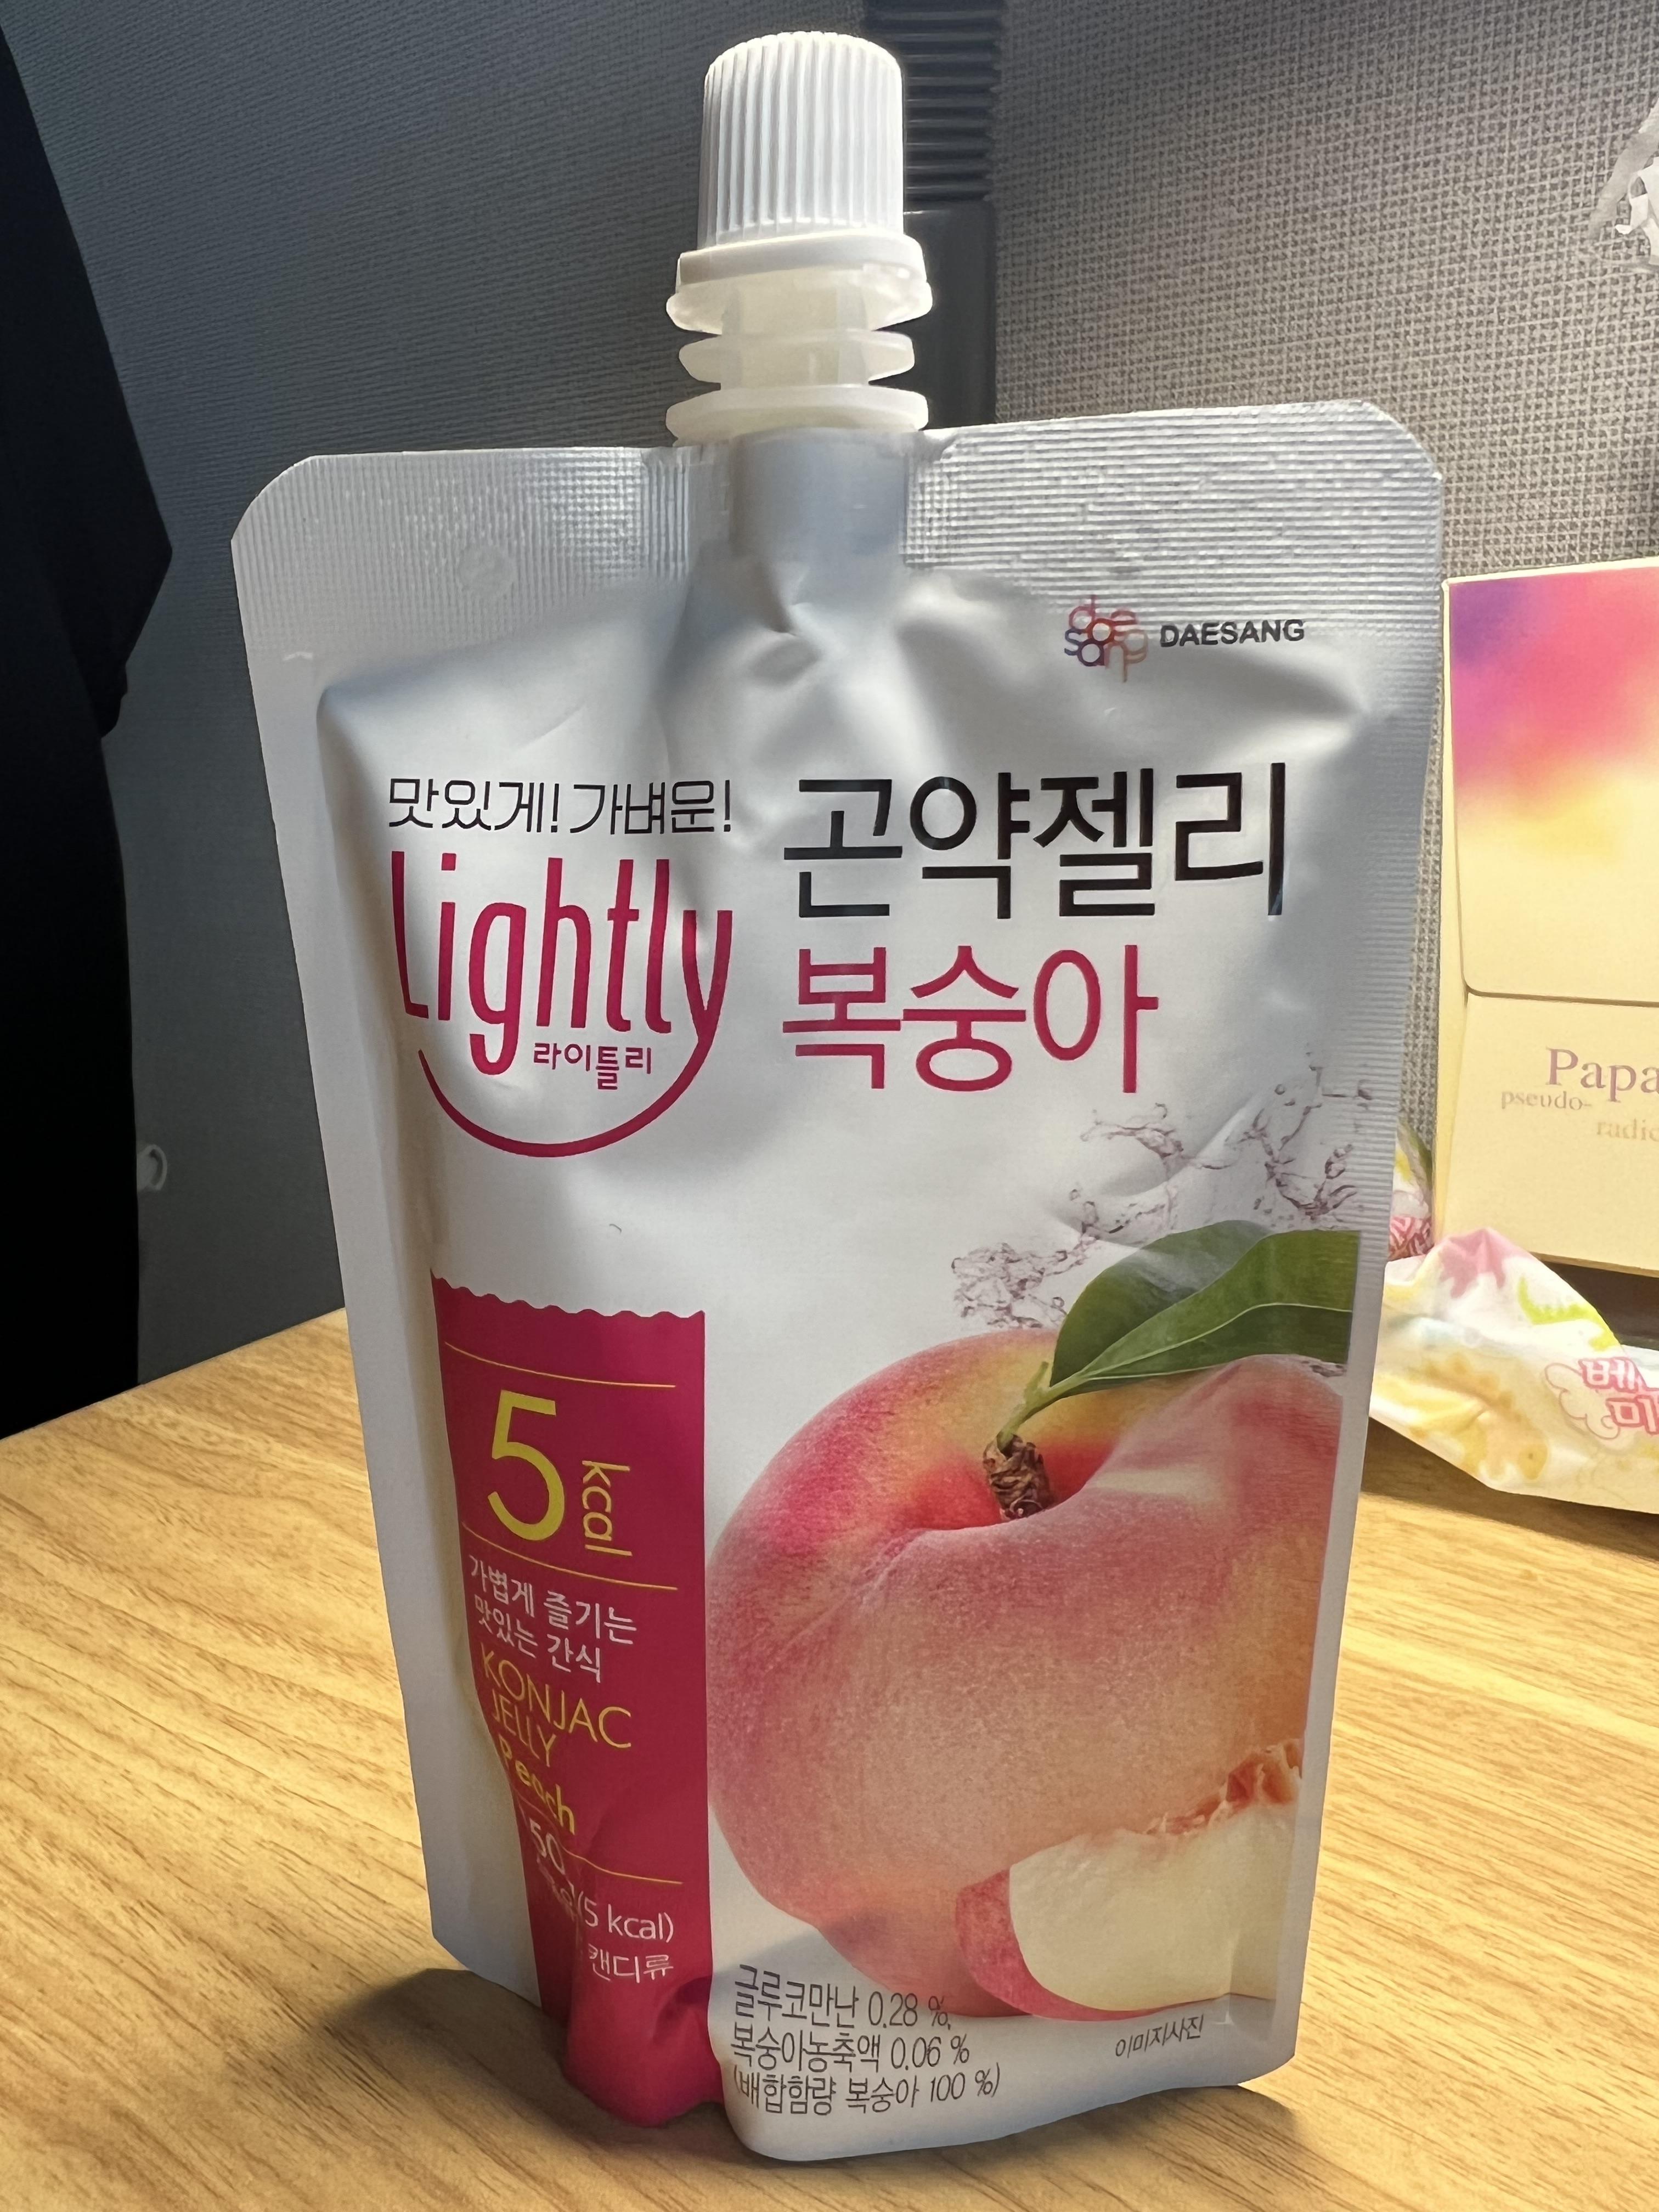 DAESANG
맛있게! 가벼운!
Lightly
라이틀리
곤약젤리
복숭아
5 kcal
가볍게 즐기는
맛있는 간식
KONJAC
JELLY
Peach
(5 kcal)
캔디류
글루코만난 0.28 %,
복숭아농축액 0.06 %
(배합함량 복숭아 100 %)
이미지사진
pseudo-